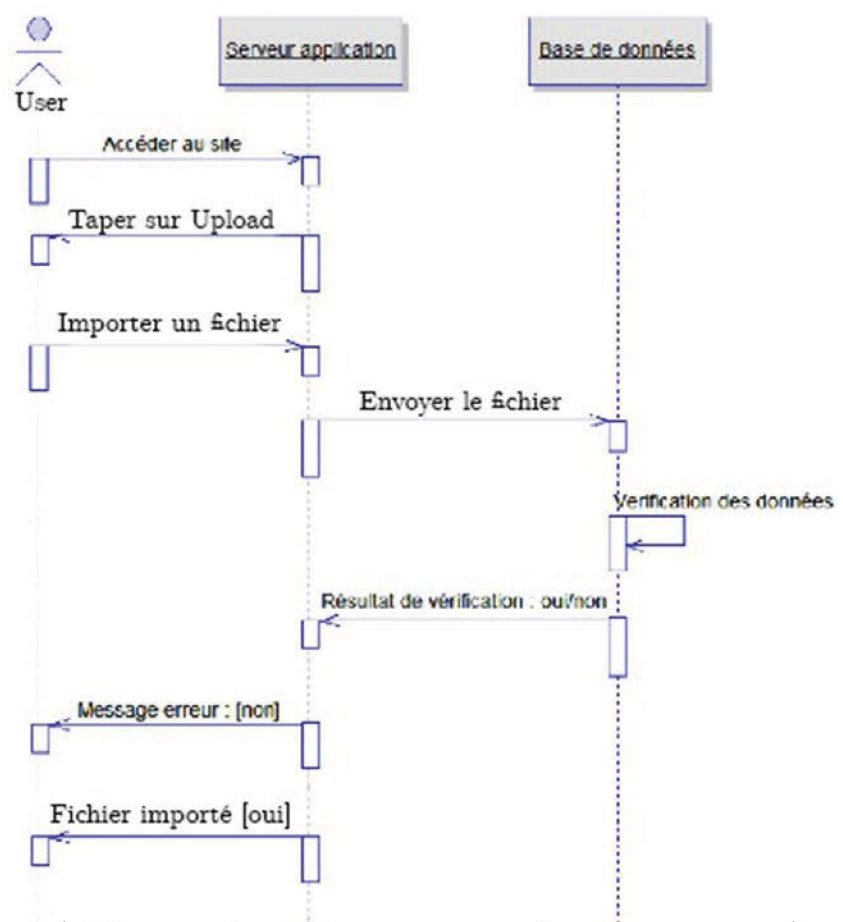 Serveur application
Base de données
User
Accéder au site
Taper sur Upload
Importer un fichier
Envoyer le fichier
Verification des données
Résultat de vérification : oui/non
Message erreur : [non]
Fichier importé [oui]